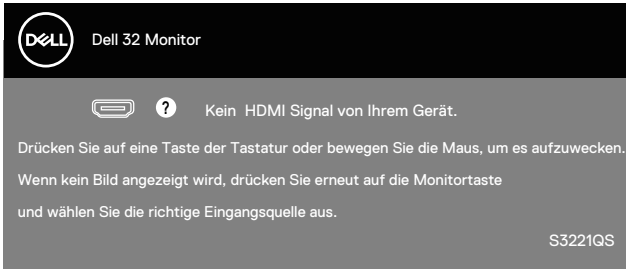 DELL
Dell 32 Monitor
? Kein HDMI Signal von Ihrem Gerät.
Drücken Sie auf eine Taste der Tastatur oder bewegen Sie die Maus, um es aufzuwecken.
Wenn kein Bild angezeigt wird, drücken Sie erneut auf die Monitortaste
und wählen Sie die richtige Eingangsquelle aus.
S3221QS